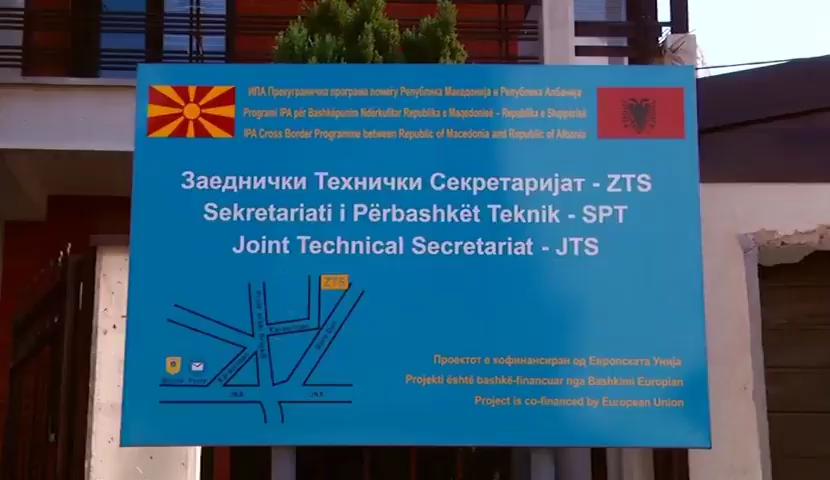 ИПА Прекугранична програма помеѓу Република Македонија и Република Албанија
Programi IPA për Bashkëpunim Ndërkufitar Republika e Maqedonisë - Republika e Shqipërisë
IPA Cross Border Programme between Republic of Macedonia and Republic of Albania
Заеднички Технички Секретаријат - ZTS
Sekretariati i Përbashkët Teknik - SPT
Joint Technical Secretariat - JTS
ZTS
JNA
JNA
Проектот е кофинансиран од Европската Унија
Projekti është bashkë-financuar nga Bashkimi Europian
Project is co-financed by European Union